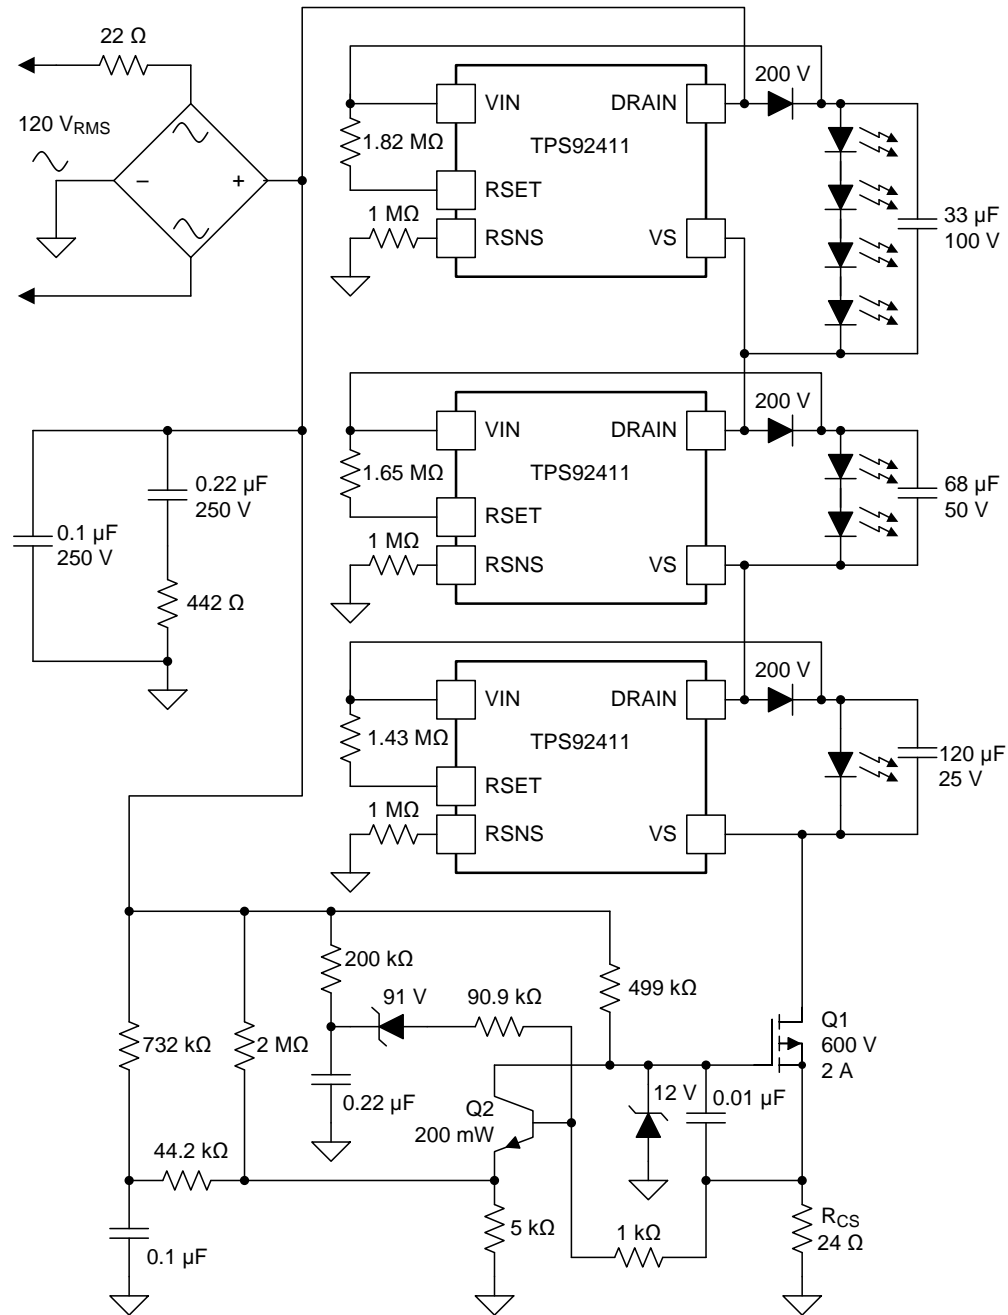 22 Ω
120 VRMS
−
+
200 V
VIN
DRAIN
1.82 MΩ
TPS92411
RSET
1 MΩ
RSNS
VS
33 µF
100 V
200 V
VIN
DRAIN
1.65 MΩ
TPS92411
RSET
1 MΩ
RSNS
VS
68 µF
50 V
0.22 µF
250 V
0.1 µF
250 V
442 Ω
200 V
VIN
DRAIN
1.43 MΩ
TPS92411
RSET
1 MΩ
RSNS
VS
120 µF
25 V
200 kΩ
499 kΩ
91 V
90.9 kΩ
732 kΩ
2 MΩ
Q1
600 V
2 A
0.22 µF
12 V
0.01 µF
Q2
200 mW
44.2 kΩ
5 kΩ
1 kΩ
RCS
24 Ω
0.1 µF